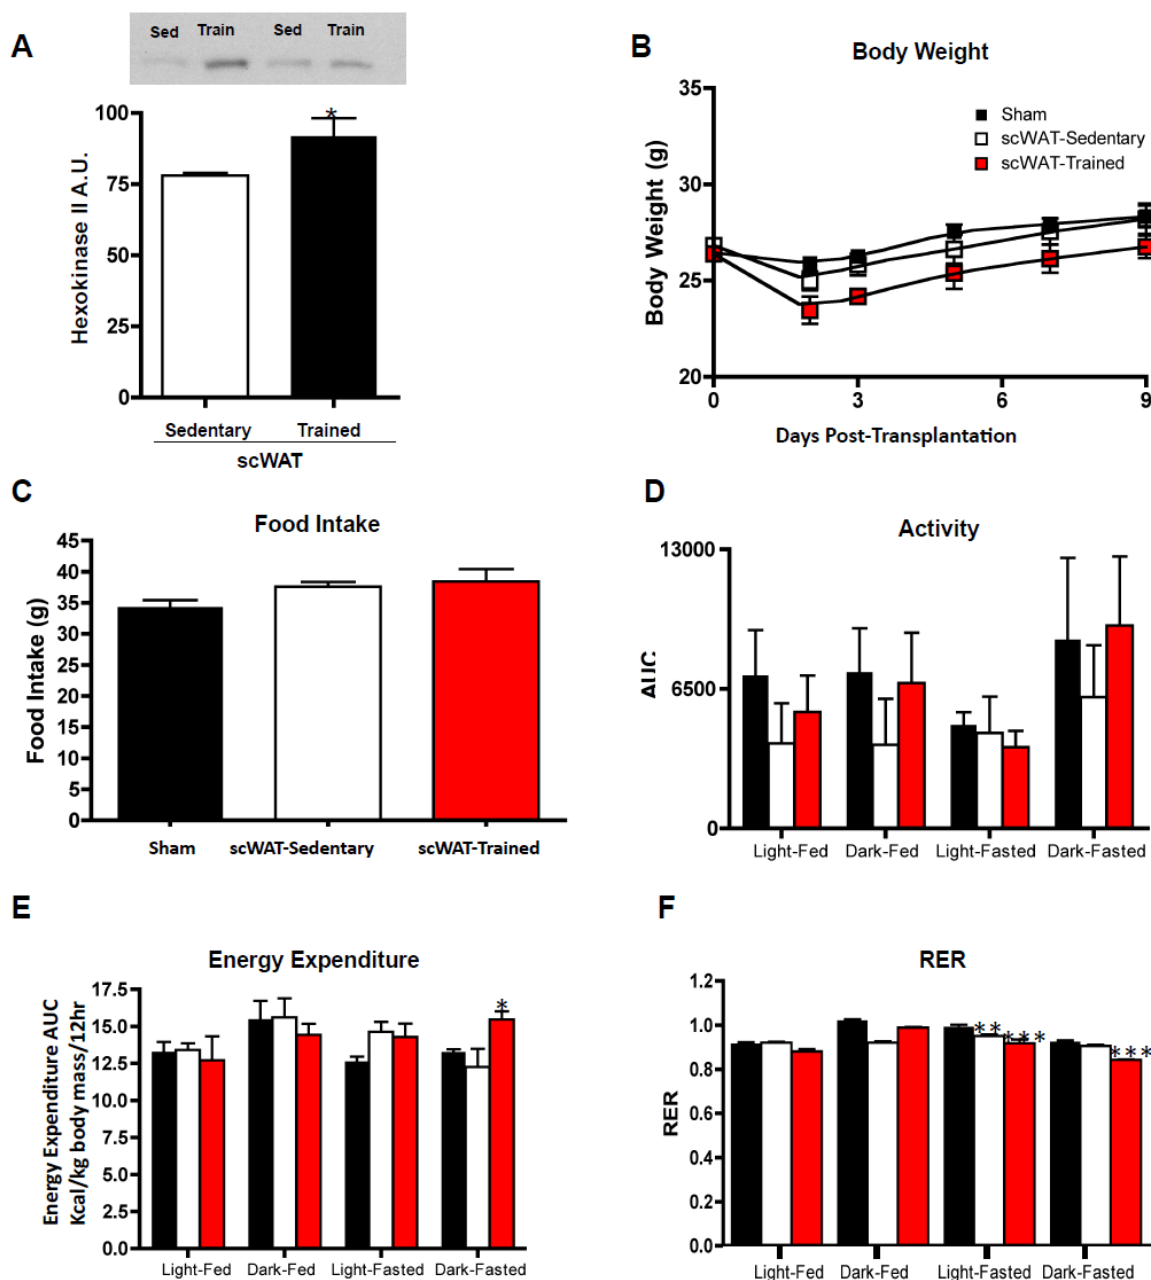 A
Sed Train Sed Train
*
100
75
50
25
0
Hexokinase II A.U.
Sedentary Trained
scWAT
B
Body Weight
35
30
25
20
Body Weight (g)
Sham
scWAT-Sedentary
scWAT-Trained
0 3 6 9
Days Post-Transplantation
C
Food Intake
45
40
35
30
25
20
15
10
5
0
Food Intake (g)
Sham scWAT-Sedentary scWAT-Trained
D
Activity
13000
6500
0
AUC
Light-Fed Dark-Fed Light-Fasted Dark-Fasted
E
Energy Expenditure
17.5
15.0
12.5
10.0
7.5
5.0
2.5
0.0
Energy Expenditure AUC
Kcal/kg body mass/12hr
*
Light-Fed Dark-Fed Light-Fasted Dark-Fasted
F
RER
1.2
1.0
0.8
0.6
0.4
0.2
0.0
RER
** *** ***
Light-Fed Dark-Fed Light-Fasted Dark-Fasted